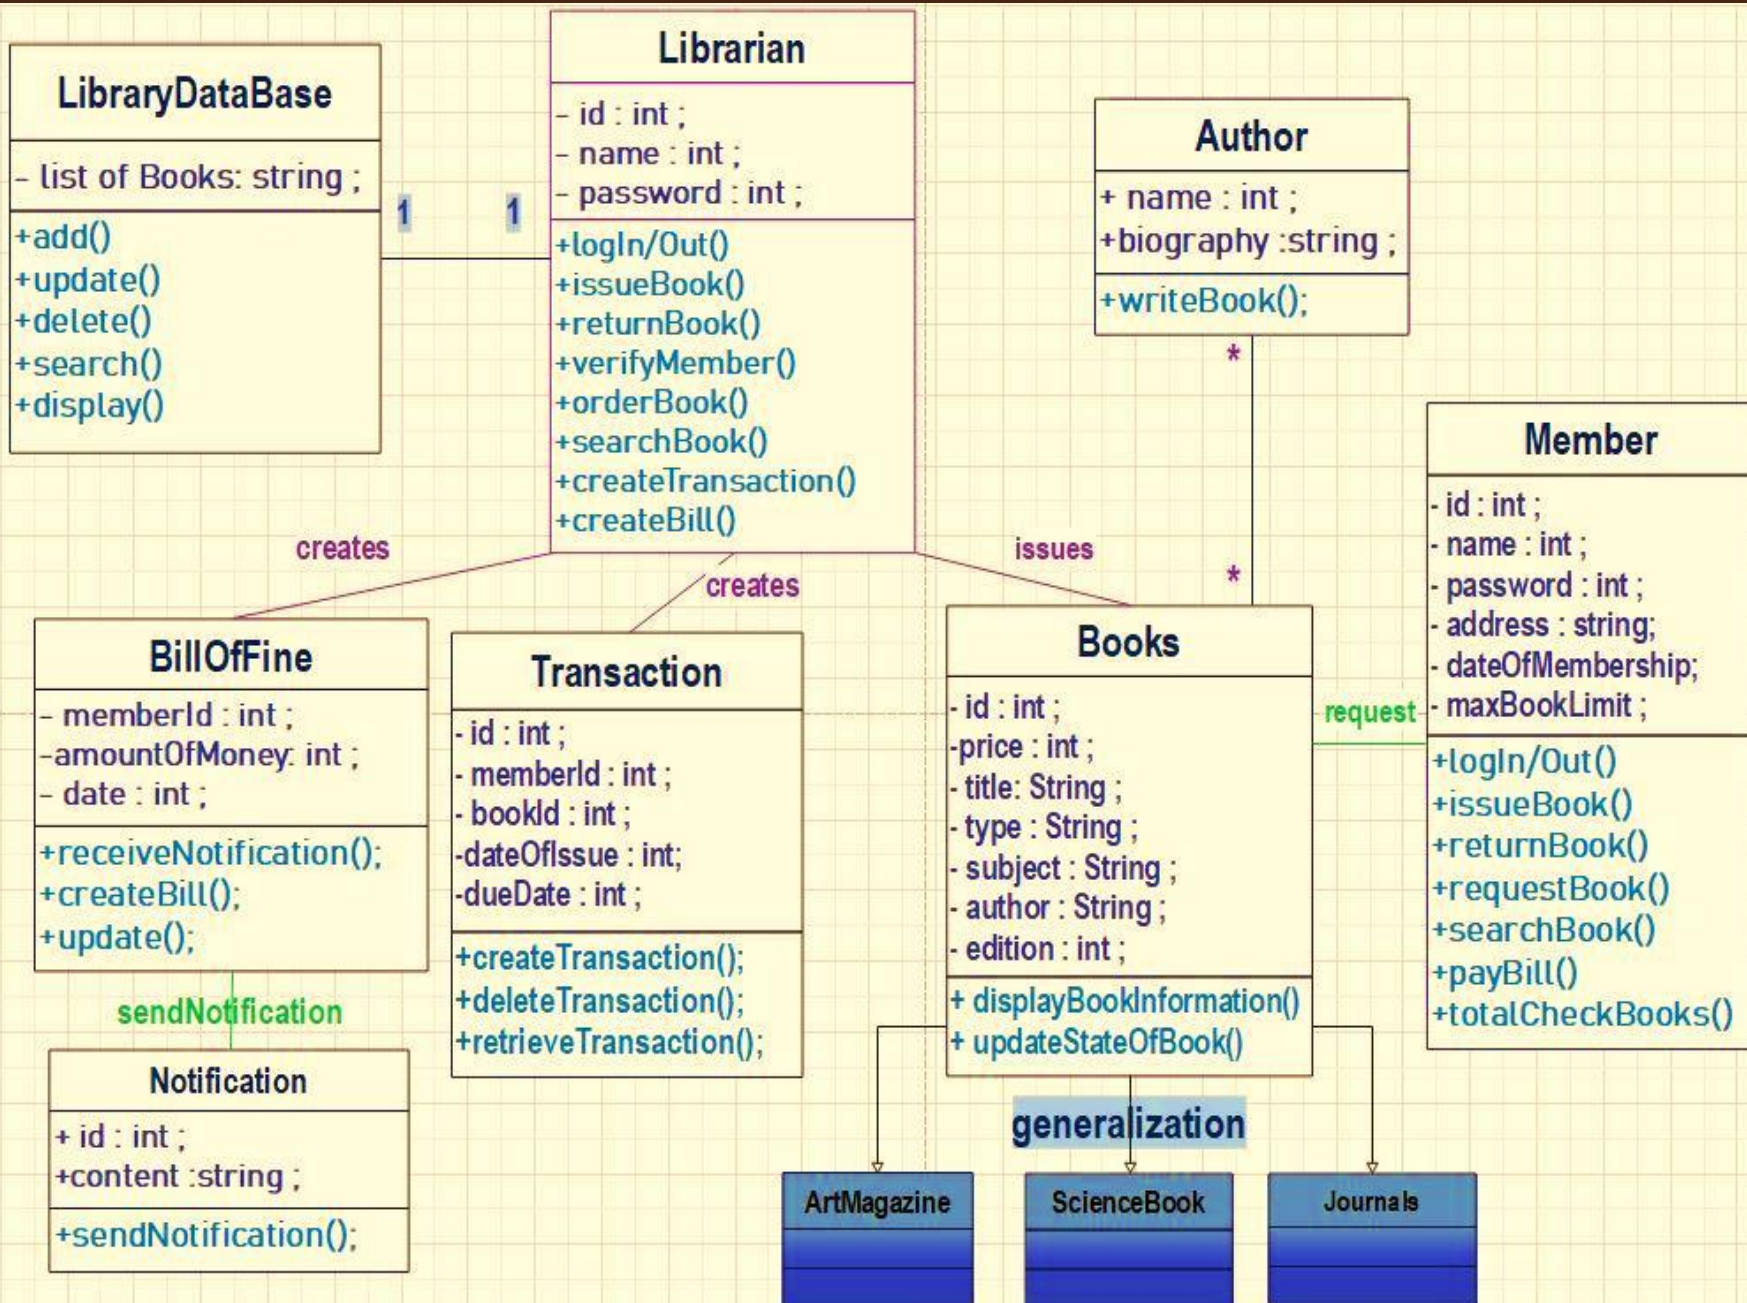 LibraryDataBase
- list of Books: string ;
+add()
+update()
+delete()
+search()
+display()
1
1
Librarian
- id : int ;
- name : int ;
- password : int ;
+logIn/Out()
+issueBook()
+returnBook()
+verifyMember()
+orderBook()
+searchBook()
+createTransaction()
+createBill()
Author
+ name : int ;
+biography :string ;
+writeBook();
*
*
creates
creates
issues
Member
- id : int ;
- name : int ;
- password : int ;
- address : string;
- dateOfMembership;
- maxBookLimit ;
+logIn/Out()
+issueBook()
+returnBook()
+requestBook()
+searchBook()
+payBill()
+totalCheckBooks()
BillOfFine
- memberId : int ;
-amountOfMoney: int ;
- date : int ;
+receiveNotification();
+createBill();
+update();
Transaction
- id : int ;
- memberId : int ;
- bookId : int ;
-dateOfIssue : int;
-dueDate : int ;
+createTransaction();
+deleteTransaction();
+retrieveTransaction();
Books
- id : int ;
-price : int ;
- title: String ;
- type : String ;
- subject : String ;
- author : String ;
- edition : int ;
+ displayBookInformation()
+ updateStateOfBook()
request
sendNotification
Notification
+ id : int ;
+content :string ;
+sendNotification();
generalization
ArtMagazine
ScienceBook
Journals